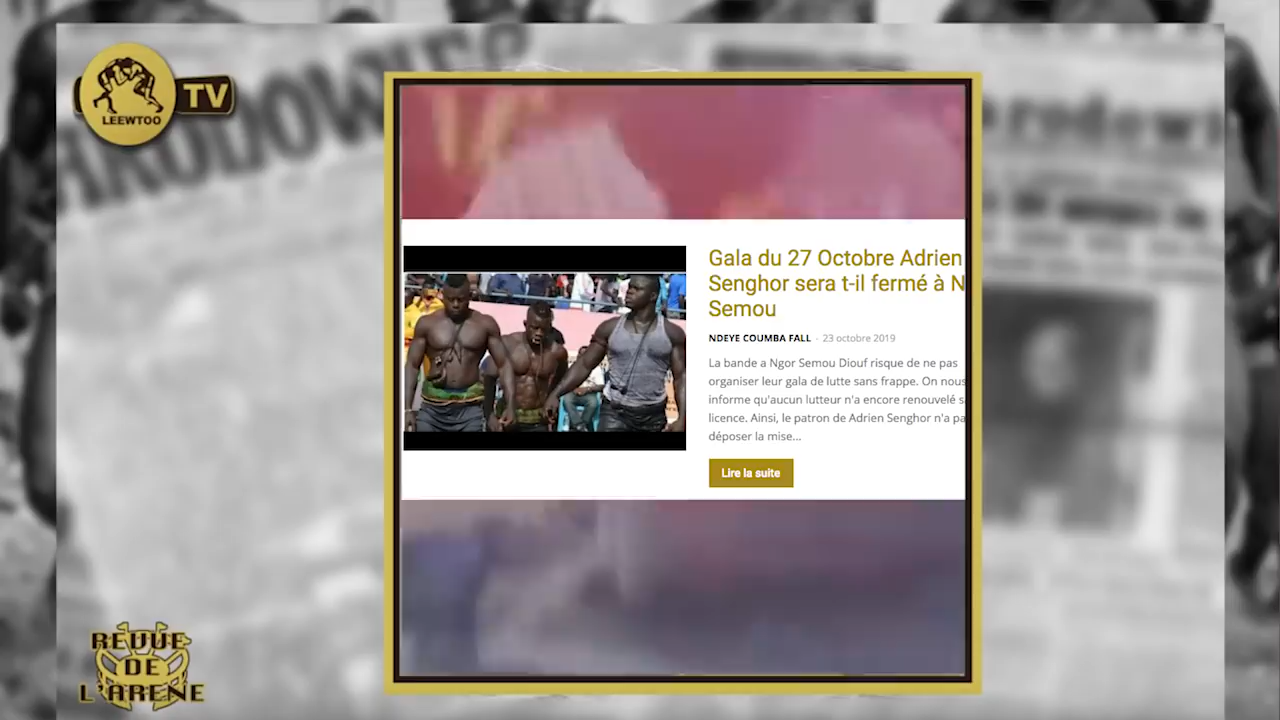 LEEWTOO
TV
Gala du 27 Octobre Adrien
Senghor sera t-il fermé à N
Semou
NDEYE COUMBA FALL - 23 octobre 2019
La bande a Ngor Semou Diouf risque de ne pas
organiser leur gala de lutte sans frappe. On nous
informe qu'aucun lutteur n'a encore renouvelé s
licence. Ainsi, le patron de Adrien Senghor n'a pa
déposer la mise...
Lire la suite
REVUE
DE
L'ARENE